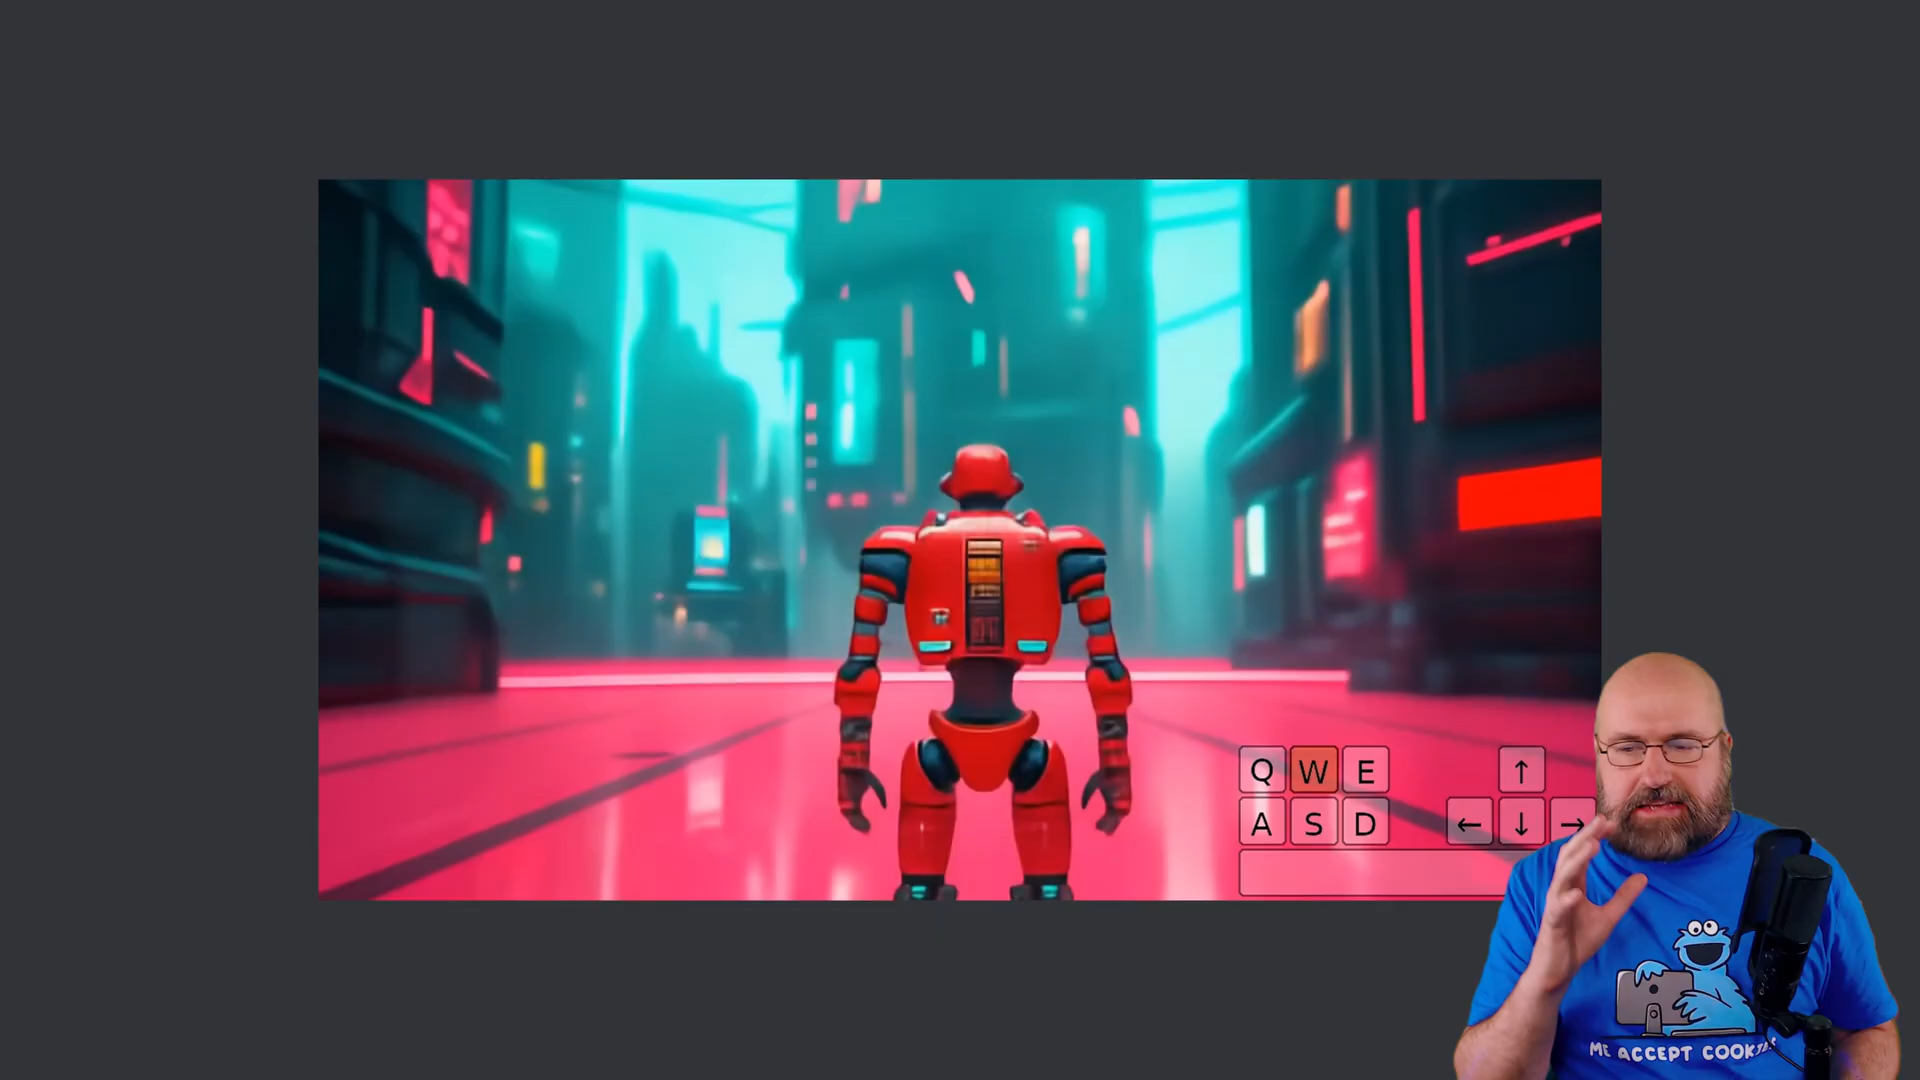 Q W E ↑
A S D ← ↓ →
ME ACCEPT COOK